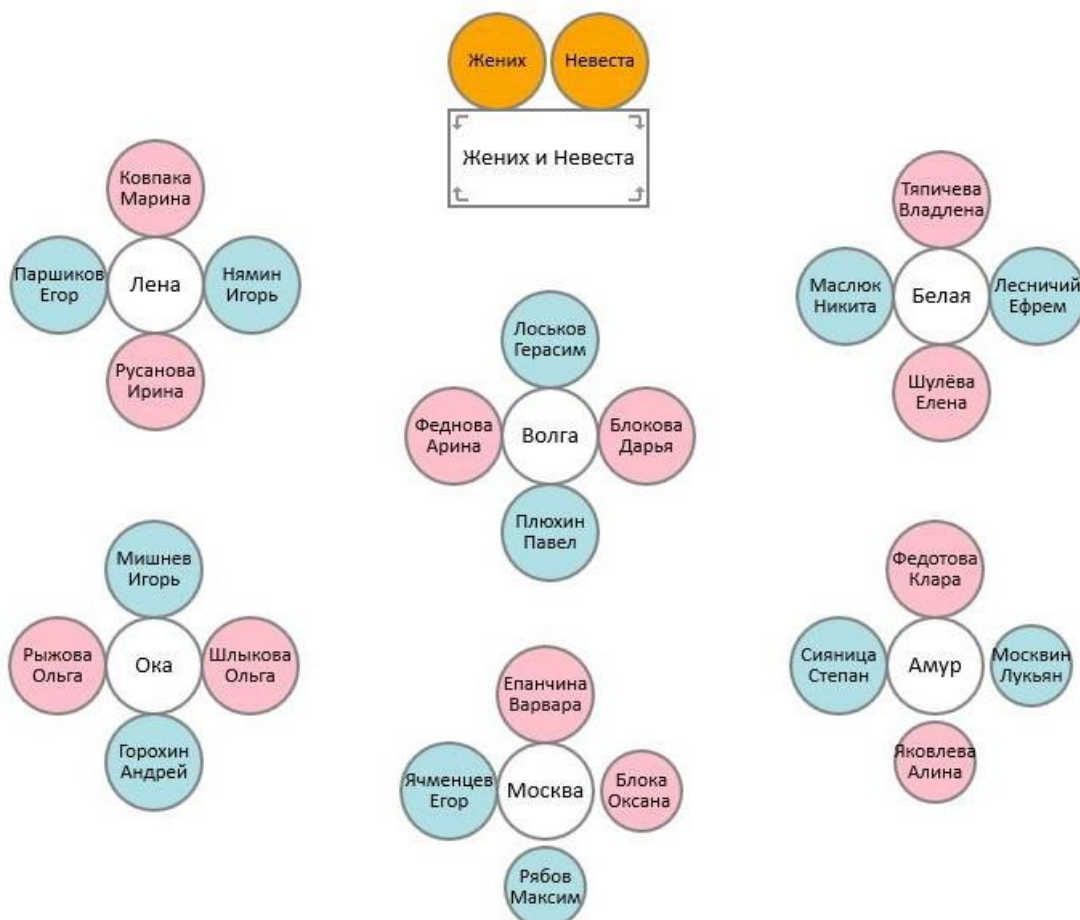 Жених
Невеста
Жених и Невеста
Ковпака
Марина
Паршиков
Егор
Лена
Нямин
Игорь
Русанова
Ирина
Тяпичева
Владлена
Маслюк
Никита
Белая
Лесничий
Ефрем
Шулёва
Елена
Лоськов
Герасим
Феднова
Арина
Волга
Блокова
Дарья
Плюхин
Павел
Мишнев
Игорь
Рыжова
Ольга
Ока
Шлыкова
Ольга
Горохин
Андрей
Федотова
Клара
Сияница
Степан
Амур
Москвин
Лукьян
Яковлева
Алина
Епанчина
Варвара
Ячменцев
Егор
Москва
Блока
Оксана
Рябов
Максим